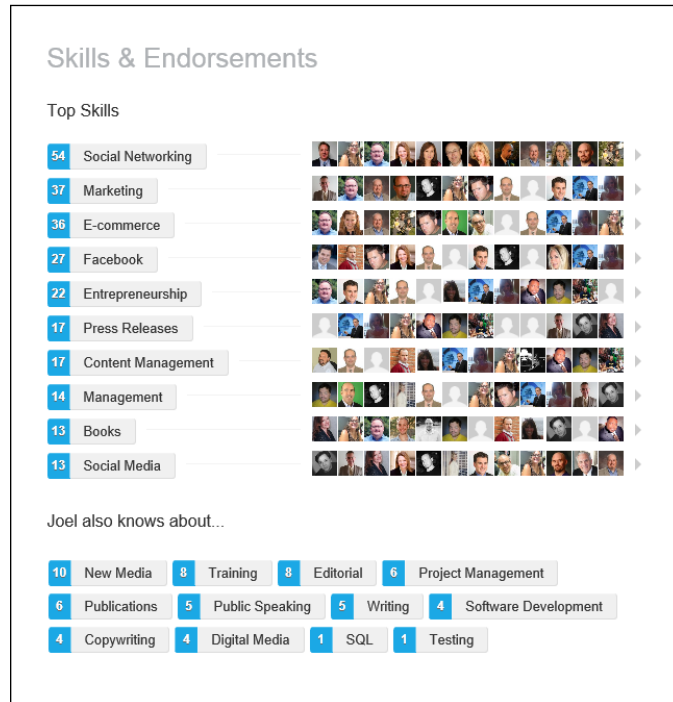 Skills & Endorsements
Top Skills
54 Social Networking
37 Marketing
36 E-commerce
27 Facebook
22 Entrepreneurship
17 Press Releases
17 Content Management
14 Management
13 Books
13 Social Media
Joel also knows about...
10 New Media 8 Training 8 Editorial 6 Project Management
6 Publications 5 Public Speaking 5 Writing 4 Software Development
4 Copywriting 4 Digital Media 1 SQL 1 Testing